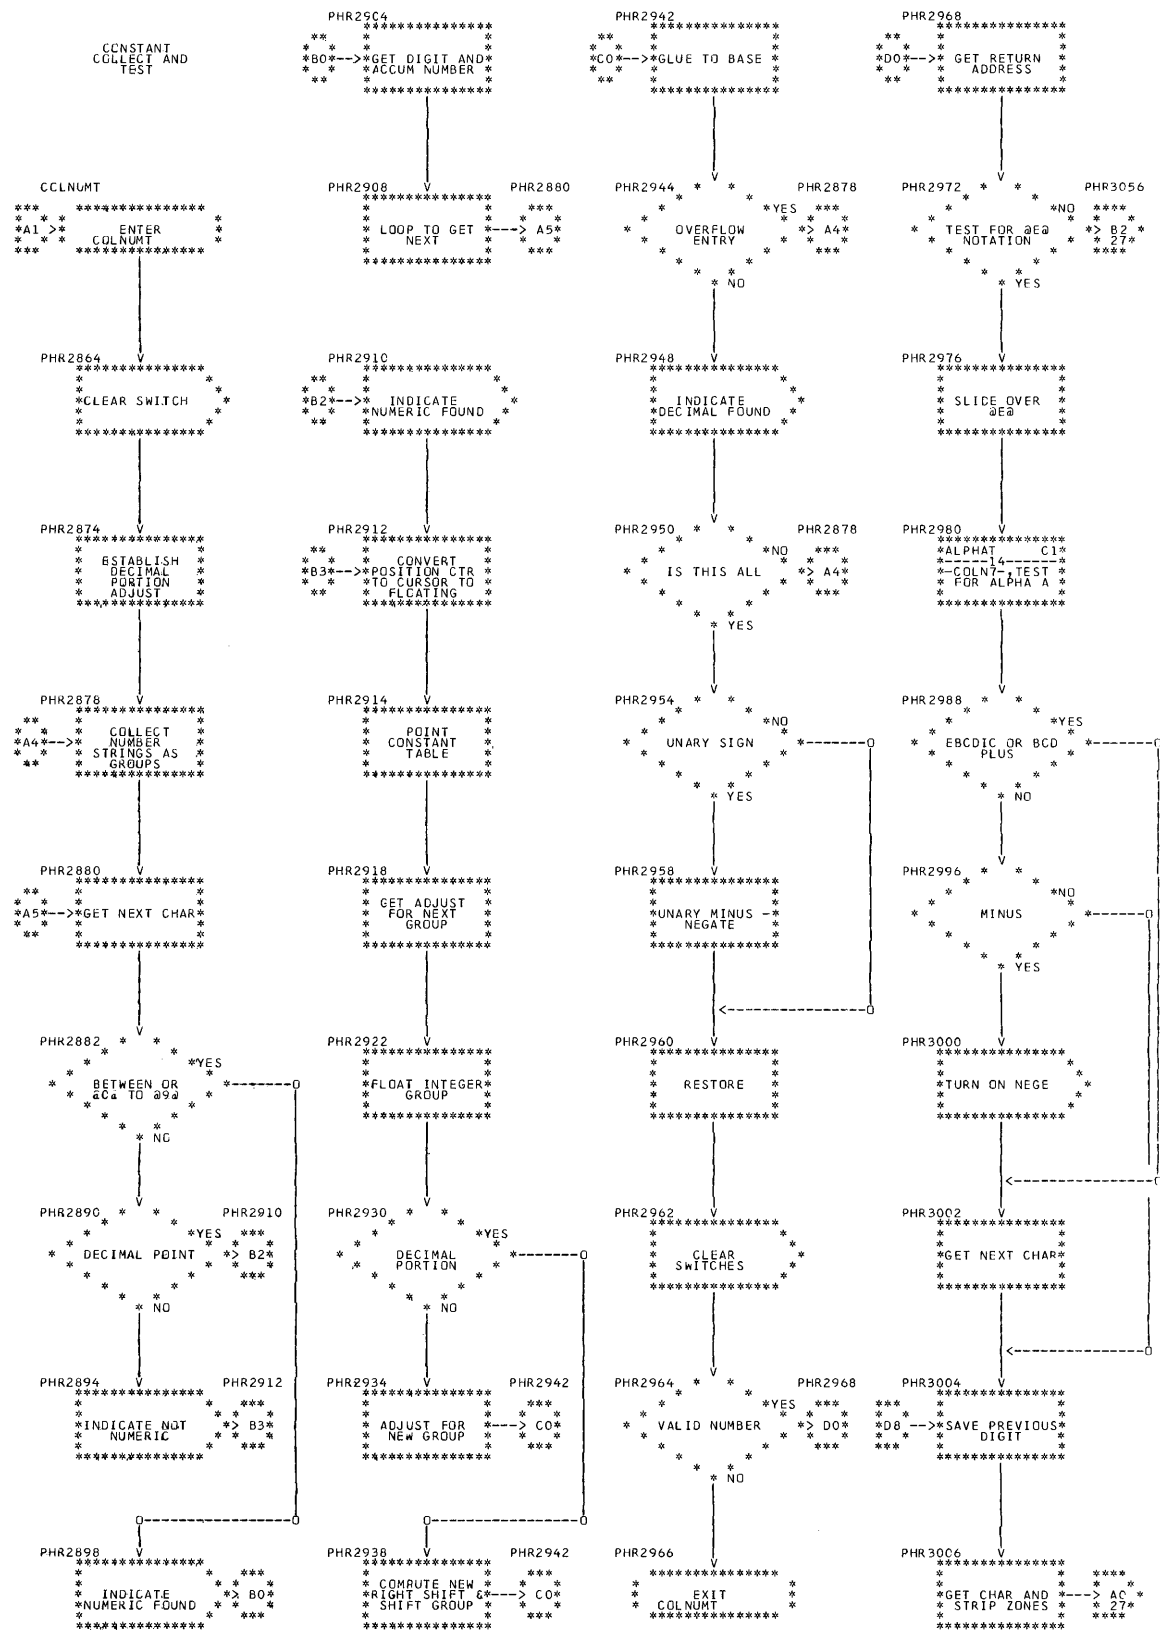 CONSTANT
COLLECT AND
TEST
CCLNUMT
A1
ENTER
COLNUMT
PHR2864
CLEAR SWITCH
PHR2874
ESTABLISH
DECIMAL
PORTION
ADJUST
PHR2878
A4
COLLECT
NUMBER
STRINGS AS
GROUPS
PHR2880
A5
GET NEXT CHAR
PHR2882
YES
BETWEEN OR
@C@ TO @9@
NO
PHR2890
PHR2910
YES
DECIMAL POINT
B2
NO
PHR2894
PHR2912
INDICATE NOT
NUMERIC
B3
PHR2898
INDICATE
NUMERIC FOUND
B0
PHR2904
B0
GET DIGIT AND
ACCUM NUMBER
PHR2908
PHR2880
LOOP TO GET
NEXT
A5
PHR2910
B2
INDICATE
NUMERIC FOUND
PHR2912
B3
CONVERT
POSITION CTR
TO CURSOR TO
FLOATING
PHR2914
POINT
CONSTANT
TABLE
PHR2918
GET ADJUST
FOR NEXT
GROUP
PHR2922
FLOAT INTEGER
GROUP
PHR2930
YES
DECIMAL
PORTION
NO
PHR2934
PHR2942
ADJUST FOR
NEW GROUP
C0
PHR2938
PHR2942
COMPUTE NEW
RIGHT SHIFT &
SHIFT GROUP
C0
PHR2942
C0
GLUE TO BASE
PHR2944
PHR2878
YES
OVERFLOW
ENTRY
A4
NO
PHR2948
INDICATE
DECIMAL FOUND
PHR2950
PHR2878
NO
IS THIS ALL
A4
YES
PHR2954
NO
UNARY SIGN
YES
PHR2958
UNARY MINUS -
NEGATE
PHR2960
RESTORE
PHR2962
CLEAR
SWITCHES
PHR2964
PHR2968
YES
VALID NUMBER
D0
NO
PHR2966
EXIT
COLNUMT
PHR2968
D0
GET RETURN
ADDRESS
PHR2972
PHR3056
NO
TEST FOR @E@
NOTATION
B2
27
YES
PHR2976
SLIDE OVER
@E@
PHR2980
ALPHAT C1
-----14-------
-COLN7-,TEST
FOR ALPHA A
PHR2988
YES
EBCDIC OR BCD
PLUS
NO
PHR2996
NO
MINUS
YES
PHR3000
TURN ON NEGE
PHR3002
GET NEXT CHAR
PHR3004
D8
SAVE PREVIOUS
DIGIT
PHR3006
GET CHAR AND
STRIP ZONES
A0
27